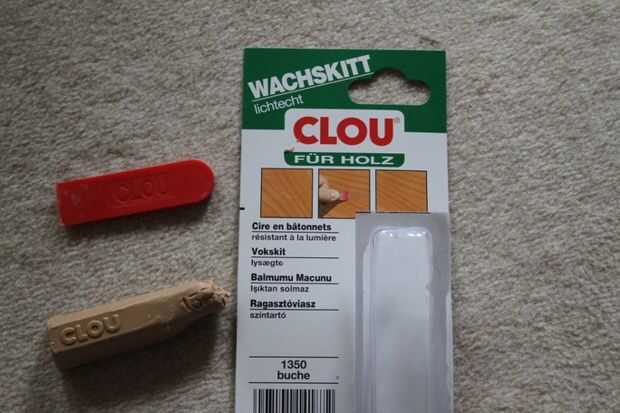 WACHSKITT
lichtecht
CLOU®
FÜR HOLZ
CLOU
Cire en bâtonnets
résistant à la lumière
Vokskit
lysægte
Balmumu Macunu
Işıktan solmaz
Ragasztóviasz
színtartó
CLOU
1350
buche